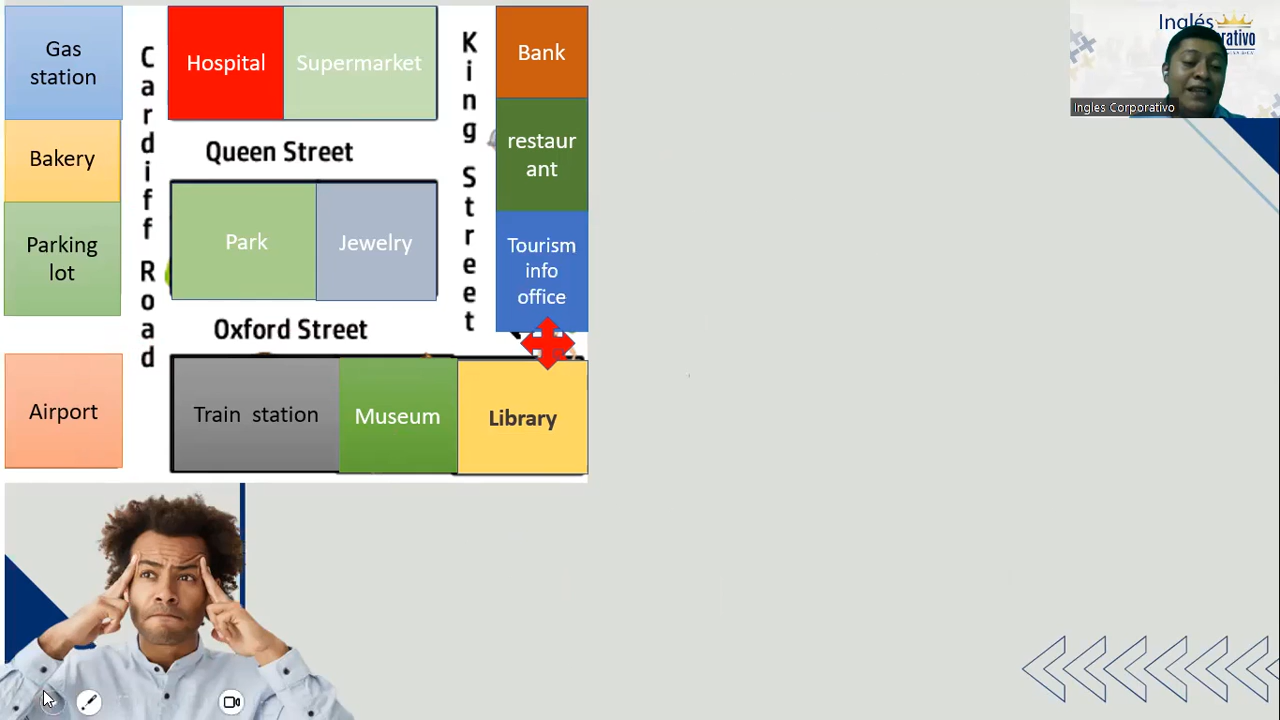 Gas
station
Bakery
Parking
lot
Airport
Cardiff Road
Hospital
Supermarket
Queen Street
Park
Jewelry
Oxford Street
Train station
Museum
Library
King Street
Bank
restaur
ant
Tourism
info
office
Inglés
Ingles Corporativo